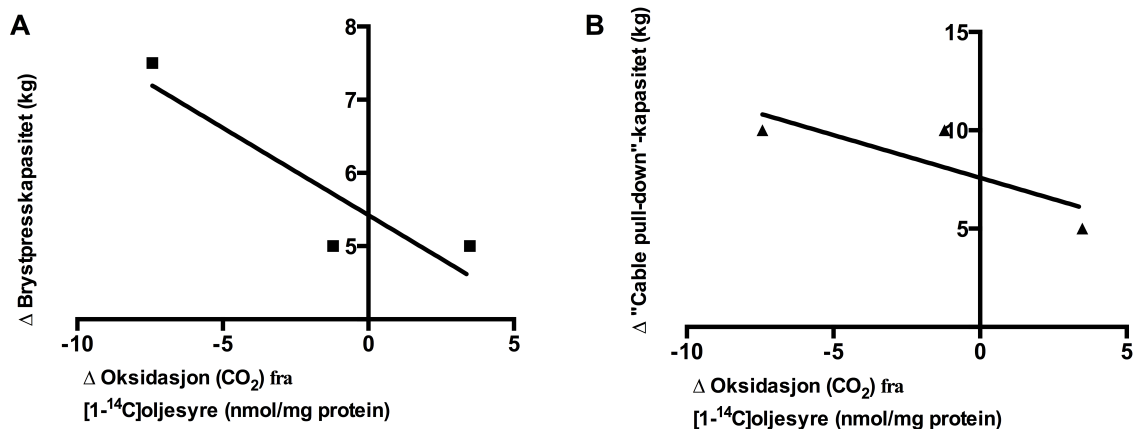 A
Δ Brystpresskapasitet (kg)
8
7
6
5
-10 -5 0 5
Δ Oksidasjon (CO₂) fra
[1-¹⁴C]oljesyre (nmol/mg protein)
B
Δ "Cable pull-down"-kapasitet (kg)
15
10
5
-10 -5 0 5
Δ Oksidasjon (CO₂) fra
[1-¹⁴C]oljesyre (nmol/mg protein)